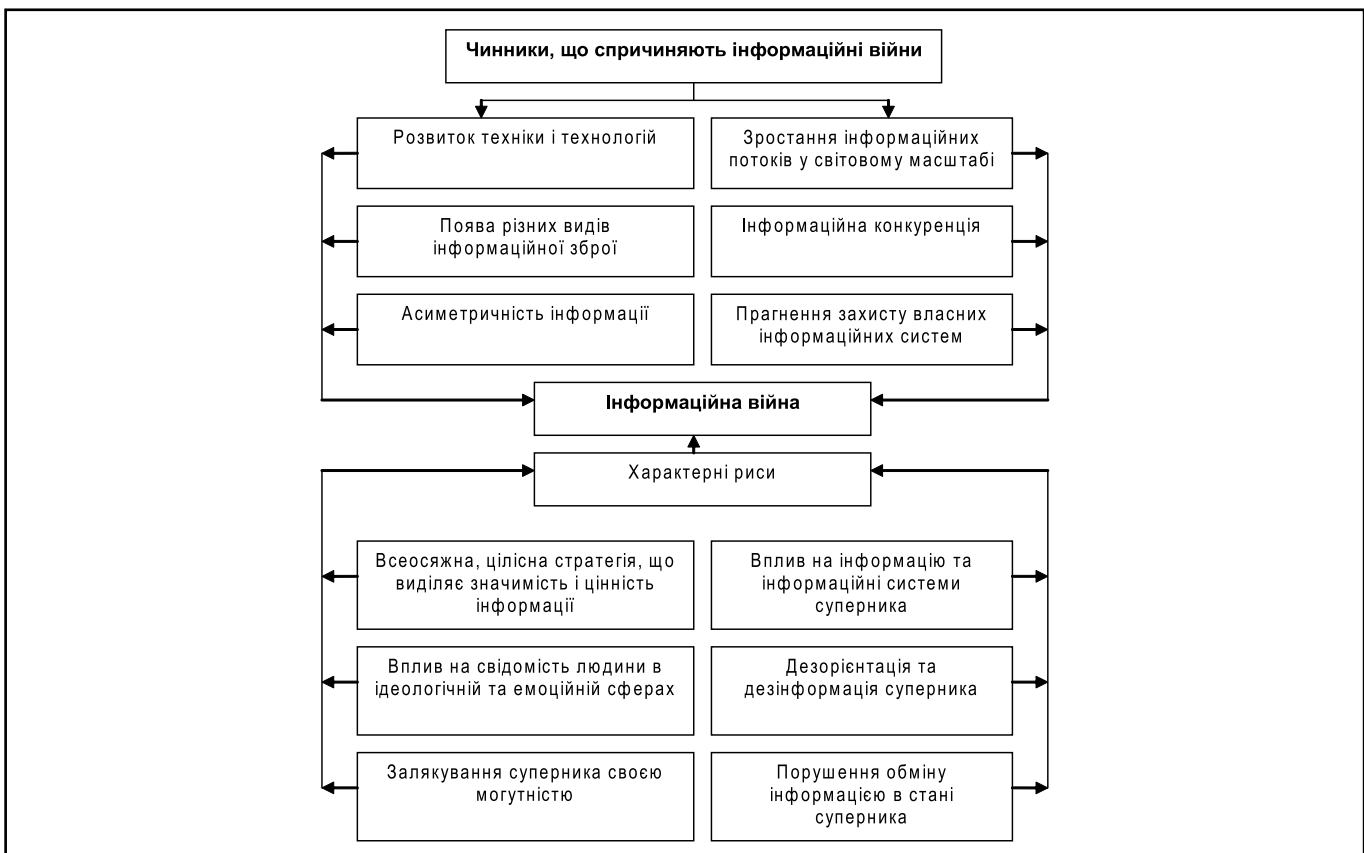 Чинники, що спричиняють інформаційні війни
Розвиток техніки і технологій
Зростання інформаційних
потоків у світовому масштабі
Поява різних видів
інформаційної зброї
Інформаційна конкуренція
Асиметричність інформації
Прагнення захисту власних
інформаційних систем
Інформаційна війна
Характерні риси
Всеосяжна, цілісна стратегія, що
виділяє значимість і цінність
інформації
Вплив на інформацію та
інформаційні системи
суперника
Вплив на свідомість людини в
ідеологічній та емоційній сферах
Дезорієнтація та
дезінформація суперника
Залякування суперника своєю
могутністю
Порушення обміну
інформацією в стані
суперника